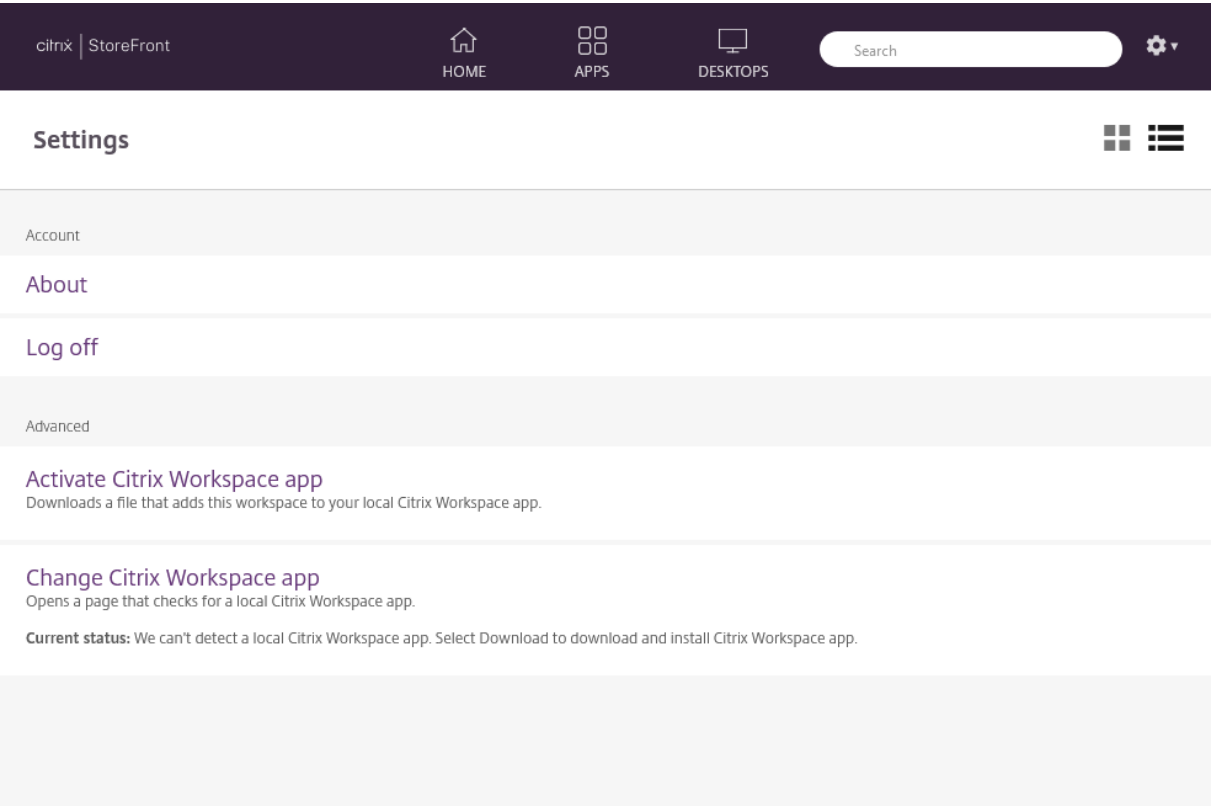 citrix | StoreFront
HOME
APPS
DESKTOPS
Search
Settings
Account
About
Log off
Advanced
Activate Citrix Workspace app
Downloads a file that adds this workspace to your local Citrix Workspace app.
Change Citrix Workspace app
Opens a page that checks for a local Citrix Workspace app.
Current status: We can't detect a local Citrix Workspace app. Select Download to download and install Citrix Workspace app.